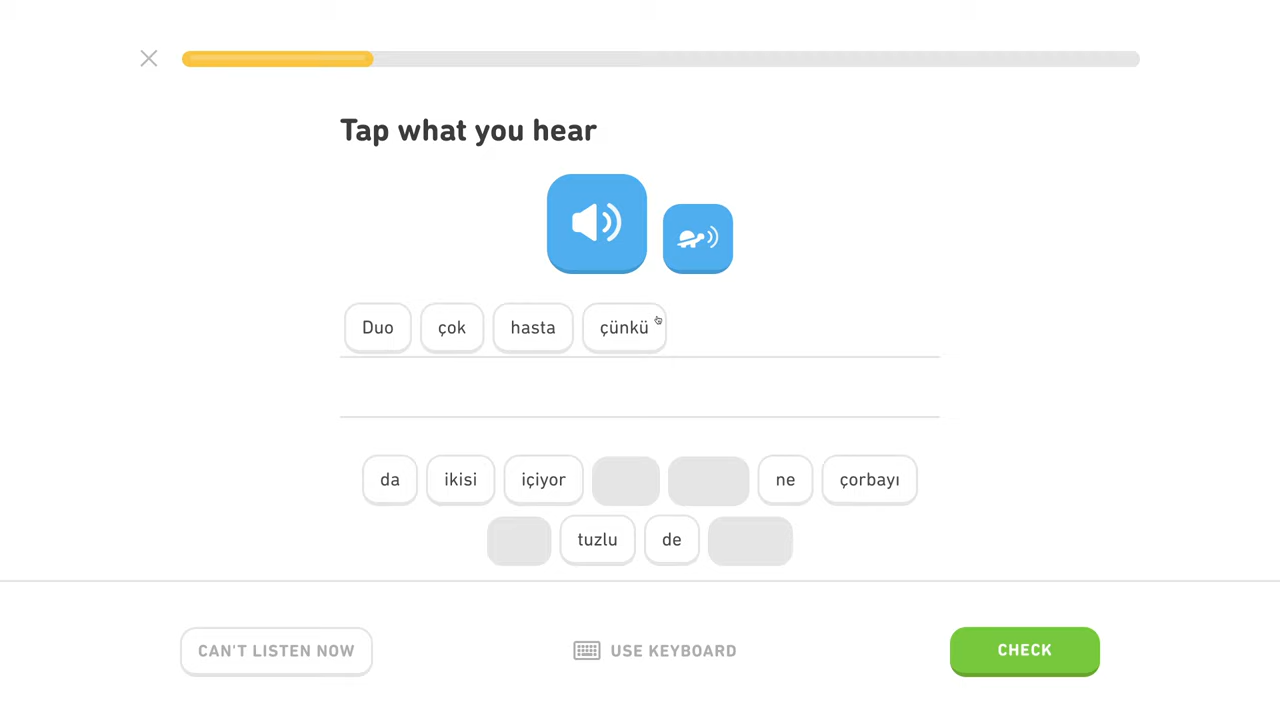 Tap what you hear
Duo çok hasta çünkü
da ikisi içiyor ne çorbayı
tuzlu de
CAN'T LISTEN NOW USE KEYBOARD CHECK